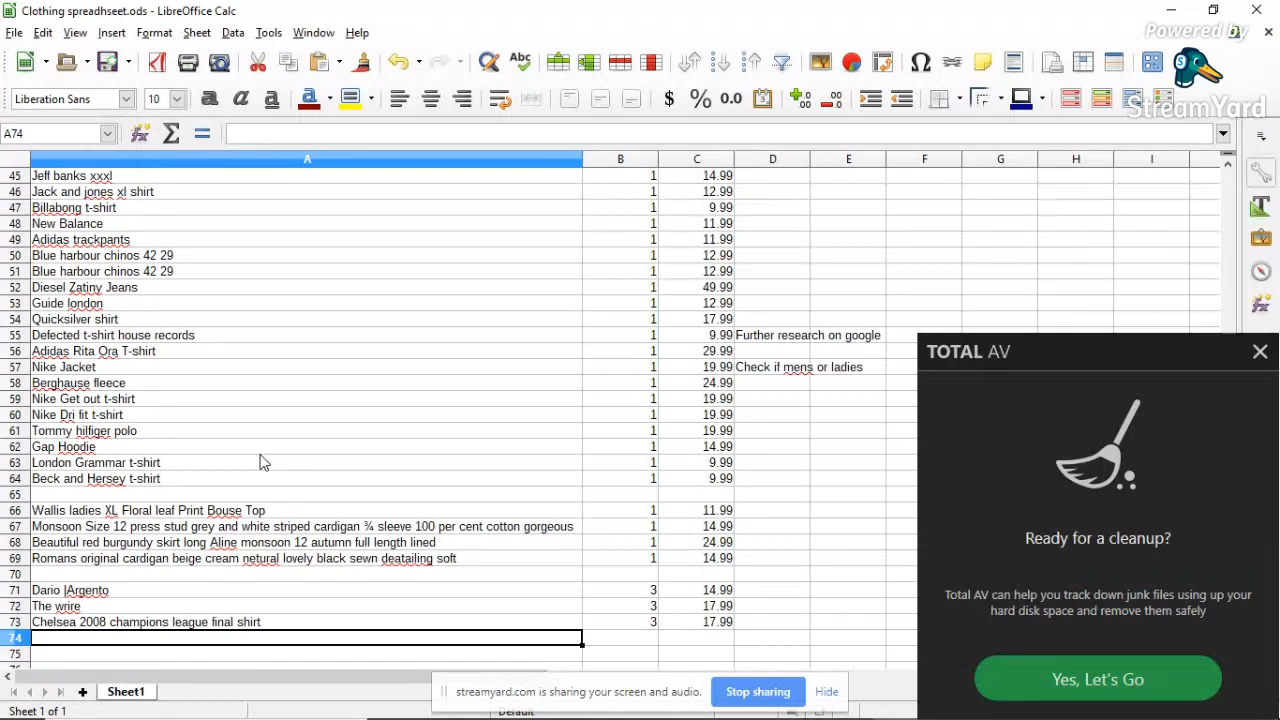 Clothing spreadhseet.ods - LibreOffice Calc
Powered by
File Edit View Insert Format Sheet Data Tools Window Help
Abc
StreamYard
Liberation Sans 10
A74
A B C D E F G H I
45 Jeff banks xxxl 1 14.99
46 Jack and jones xl shirt 1 12.99
47 Billabong t-shirt 1 9.99
48 New Balance 1 11.99
49 Adidas trackpants 1 11.99
50 Blue harbour chinos 42 29 1 12.99
51 Blue harbour chinos 42 29 1 12.99
52 Diesel Zatiny Jeans 1 49.99
53 Guide london 1 12.99
54 Quicksilver shirt 1 17.99
55 Defected t-shirt house records 1 9.99 Further research on google
56 Adidas Rita Ora T-shirt 1 29.99
57 Nike Jacket 1 19.99 Check if mens or ladies
58 Berghause fleece 1 24.99
59 Nike Get out t-shirt 1 19.99
60 Nike Dri fit t-shirt 1 19.99
61 Tommy hilfiger polo 1 19.99
62 Gap Hoodie 1 14.99
63 London Grammar t-shirt 1 9.99
64 Beck and Hersey t-shirt 1 9.99
65
66 Wallis ladies XL Floral leaf Print Bouse Top 1 11.99
67 Monsoon Size 12 press stud grey and white striped cardigan ¾ sleeve 100 per cent cotton gorgeous 1 14.99
68 Beautiful red burgundy skirt long Aline monsoon 12 autumn full length lined 1 24.99
69 Romans original cardigan beige cream netural lovely black sewn deatailing soft 1 14.99
70
71 Dario lArgento 3 14.99
72 The wrire 3 17.99
73 Chelsea 2008 champions league final shirt 3 17.99
74
75
TOTAL AV
Ready for a cleanup?
Total AV can help you track down junk files using up your
hard disk space and remove them safely
Yes, Let's Go
Sheet1
streamyard.com is sharing your screen and audio. Stop sharing Hide
Sheet 1 of 1 Default